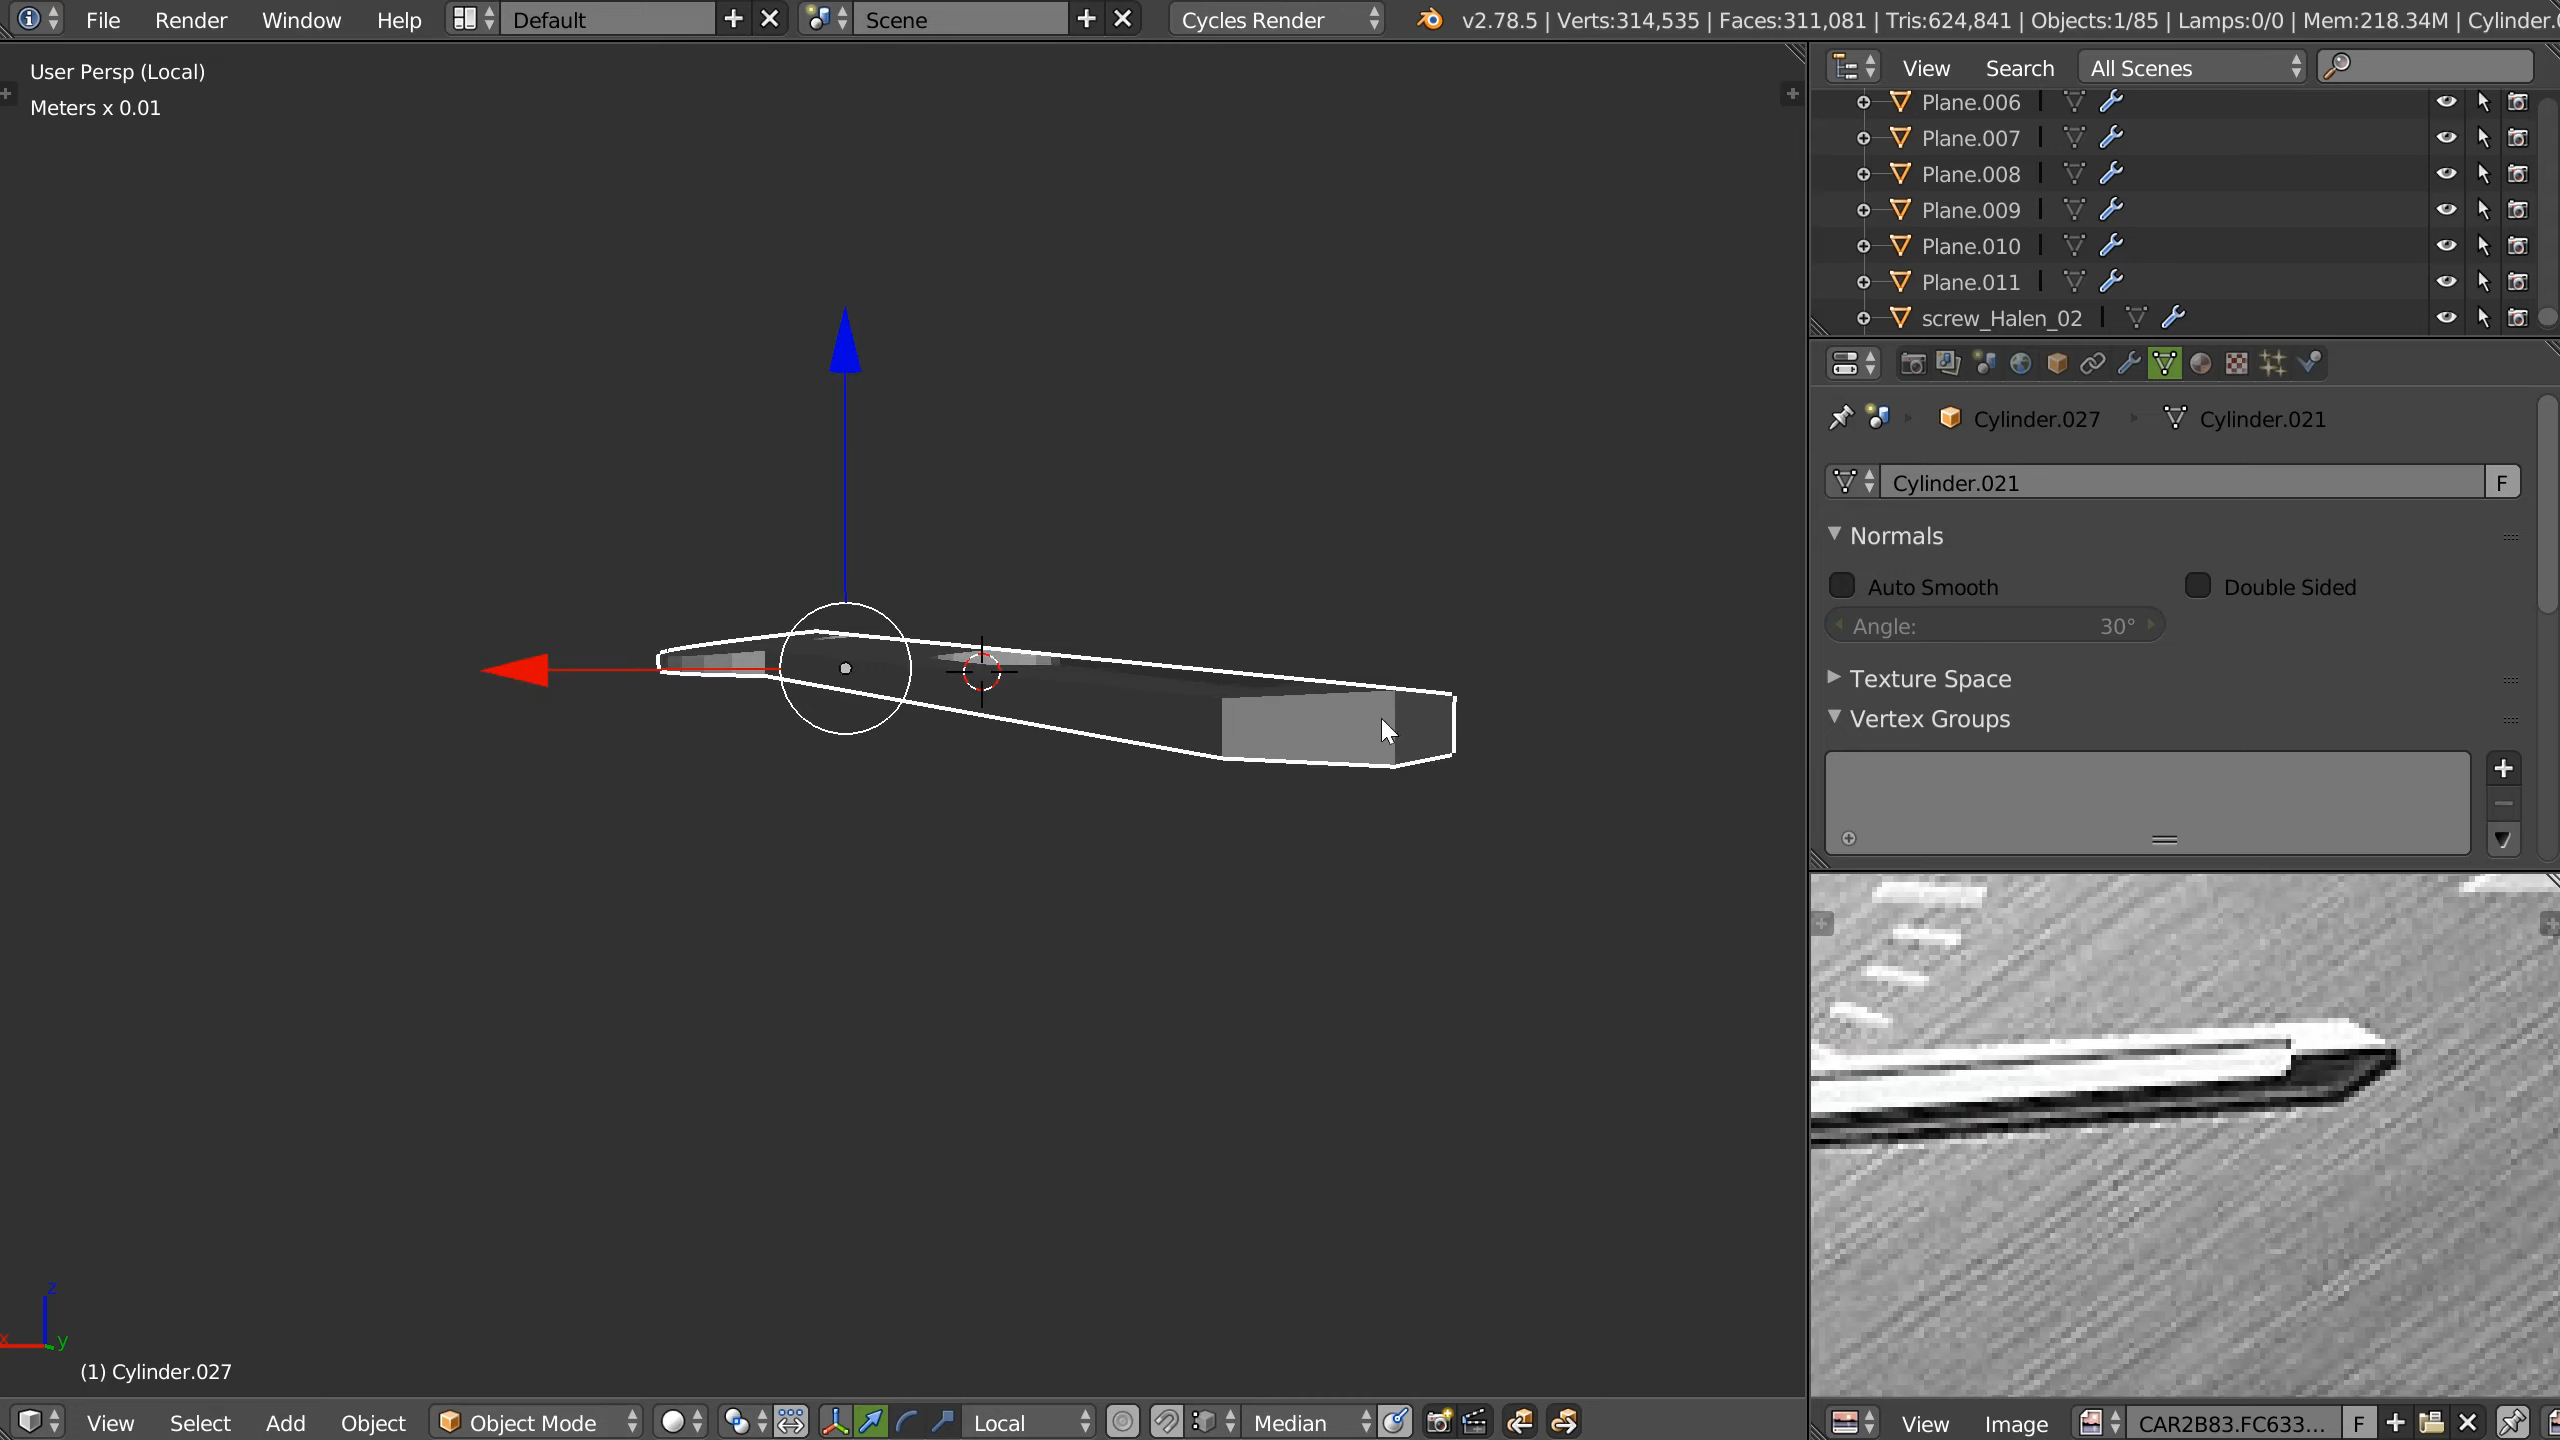 File Render Window Help Default Scene Cycles Render v2.78.5 | Verts:314,535 | Faces:311,081 | Tris:624,841 | Objects:1/85 | Lamps:0/0 | Mem:218.34M | Cylinder.
User Persp (Local)
Meters x 0.01
View Search All Scenes
Plane.006
Plane.007
Plane.008
Plane.009
Plane.010
Plane.011
screw_Halen_02
Cylinder.027 Cylinder.021
Cylinder.021 F
Normals
Auto Smooth Double Sided
Angle: 30°
Texture Space
Vertex Groups
z
x y
(1) Cylinder.027
View Select Add Object Object Mode Local Median
View Image CAR2B83.FC633... F